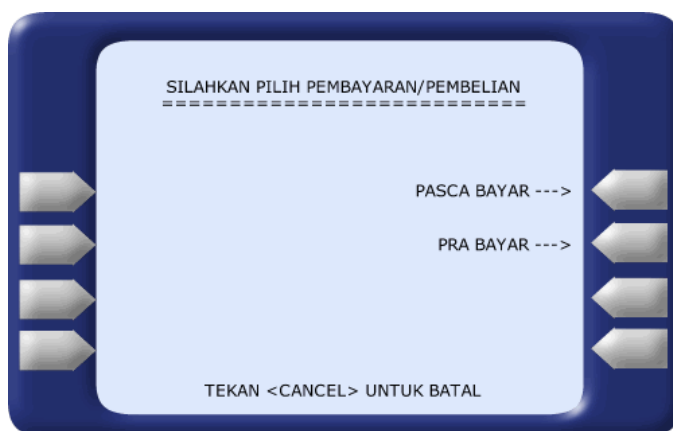 SILAHKAN PILIH PEMBAYARAN/PEMBELIAN
===========================
PASCA BAYAR --->
PRA BAYAR --->
TEKAN <CANCEL> UNTUK BATAL